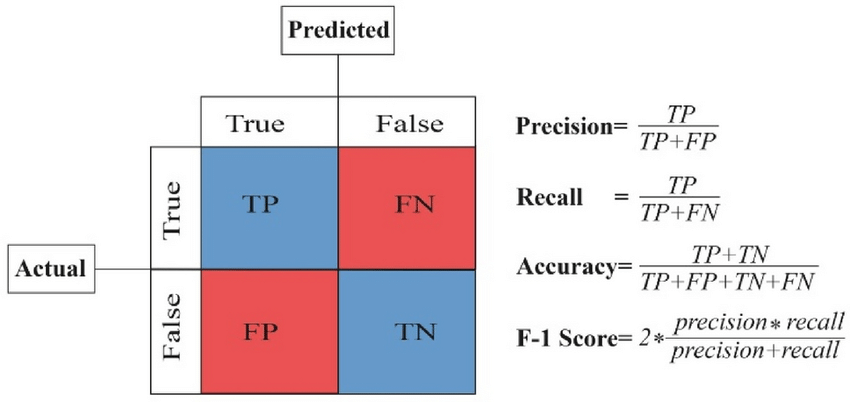 Predicted
True False
True TP FN
Actual
False FP TN
Precision= TP
TP+FP
Recall = TP
TP+FN
Accuracy= TP+TN
TP+FP+TN+FN
F-1 Score= 2* precision* recall
precision+recall